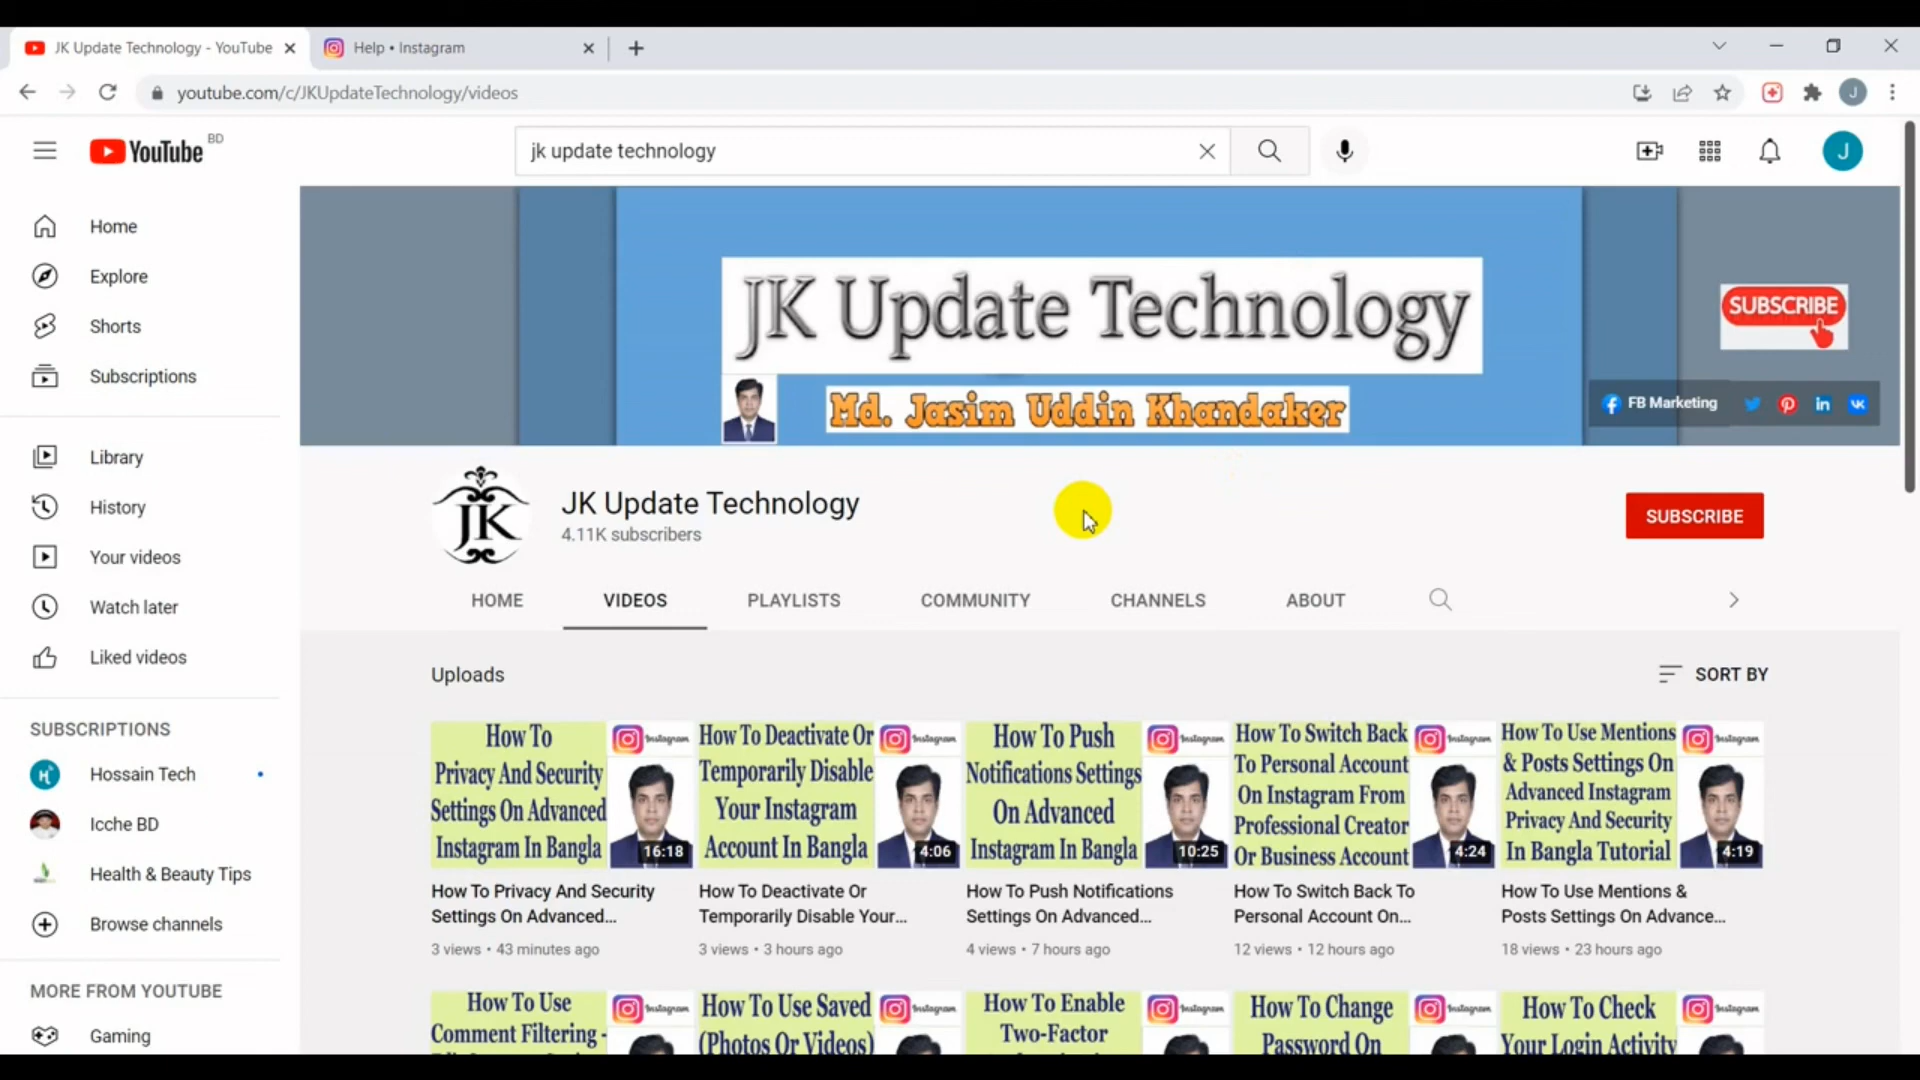 JK Update Technology - YouTube
Help • Instagram
youtube.com/c/JKUpdateTechnology/videos
J
YouTube BD
jk update technology
J
Home
Explore
Shorts
Subscriptions
Library
History
Your videos
Watch later
Liked videos
SUBSCRIPTIONS
Hossain Tech
Icche BD
Health & Beauty Tips
Browse channels
MORE FROM YOUTUBE
Gaming
JK Update Technology
Md. Jasim Uddin Khandaker
SUBSCRIBE
FB Marketing
JK
JK Update Technology
4.11K subscribers
SUBSCRIBE
HOME VIDEOS PLAYLISTS COMMUNITY CHANNELS ABOUT
Uploads
SORT BY
How To
Privacy And Security
Settings On Advanced
Instagram In Bangla
Instagram
16:18
How To Privacy And Security
Settings On Advanced...
3 views • 43 minutes ago
How To Deactivate Or
Temporarily Disable
Your Instagram
Account In Bangla
Instagram
4:06
How To Deactivate Or
Temporarily Disable Your...
3 views • 3 hours ago
How To Push
Notifications Settings
On Advanced
Instagram In Bangla
Instagram
10:25
How To Push Notifications
Settings On Advanced...
4 views • 7 hours ago
How To Switch Back
To Personal Account
On Instagram From
Professional Creator
Or Business Account
Instagram
4:24
How To Switch Back To
Personal Account On...
12 views • 12 hours ago
How To Use Mentions
& Posts Settings On
Advanced Instagram
Privacy And Security
In Bangla Tutorial
Instagram
4:19
How To Use Mentions &
Posts Settings On Advance...
18 views • 23 hours ago
How To Use
Comment Filtering -
Instagram
How To Use Saved
(Photos Or Videos)
Instagram
How To Enable
Two-Factor
Instagram
How To Change
Password On
Instagram
How To Check
Your Login Activity
Instagram